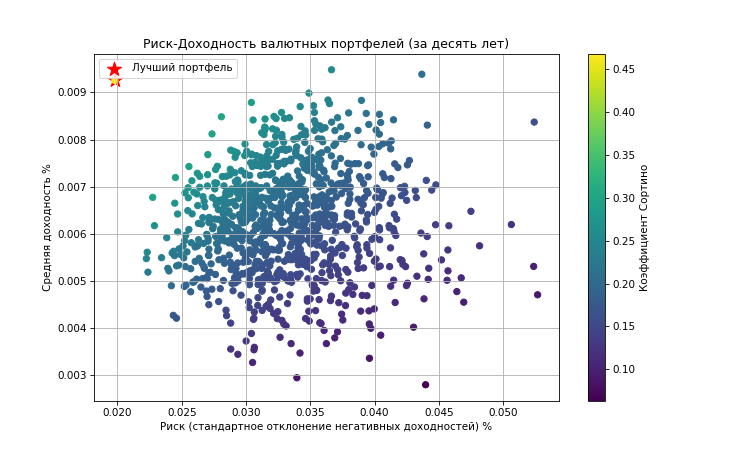 Риск-Доходность валютных портфелей (за десять лет)
Лучший портфель
0.009
0.008
0.007
0.006
0.005
0.004
0.003
Средняя доходность %
0.020 0.025 0.030 0.035 0.040 0.045 0.050
Риск (стандартное отклонение негативных доходностей) %
0.45
0.40
0.35
0.30
0.25
0.20
0.15
0.10
Коэффициент Сортино